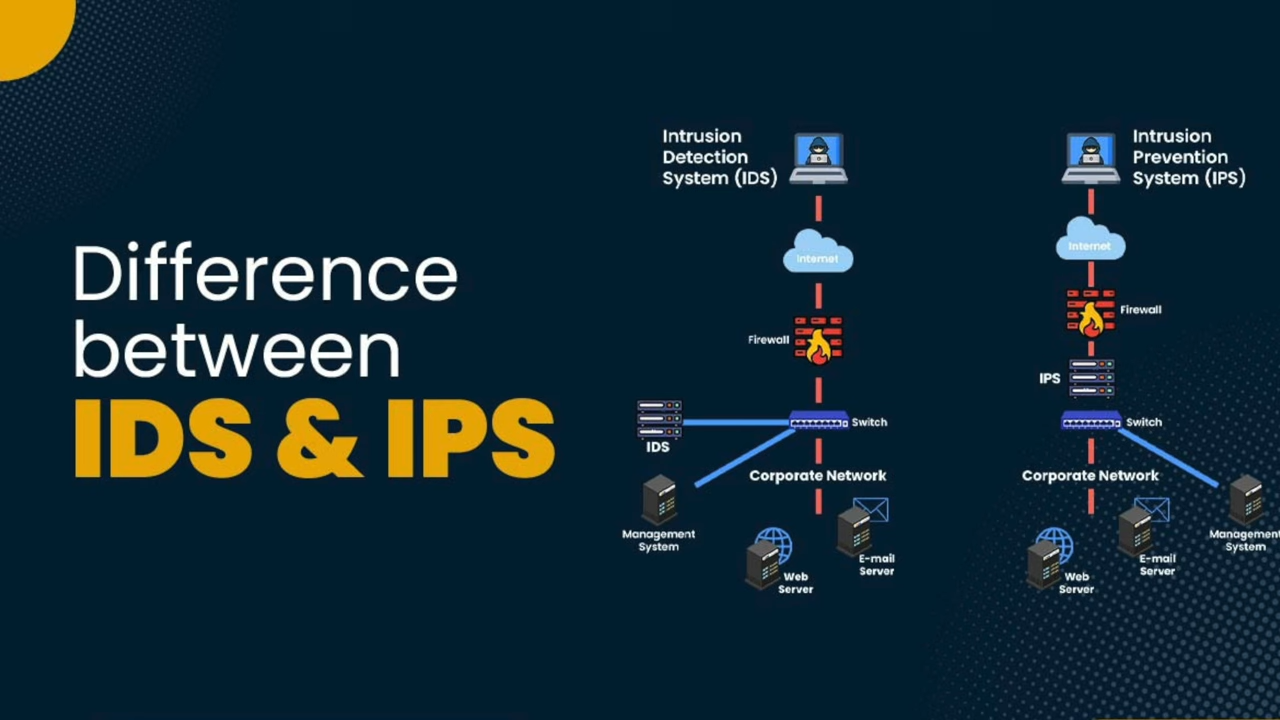 Difference
between
IDS & IPS
Intrusion
Detection
System (IDS)
Internet
Firewall
Switch
IDS
Management
System
Corporate Network
E-mail
Server
Web
Server
Intrusion
Prevention
System (IPS)
Internet
Firewall
IPS
Switch
Corporate Network
Management
System
E-mail
Server
Web
Server